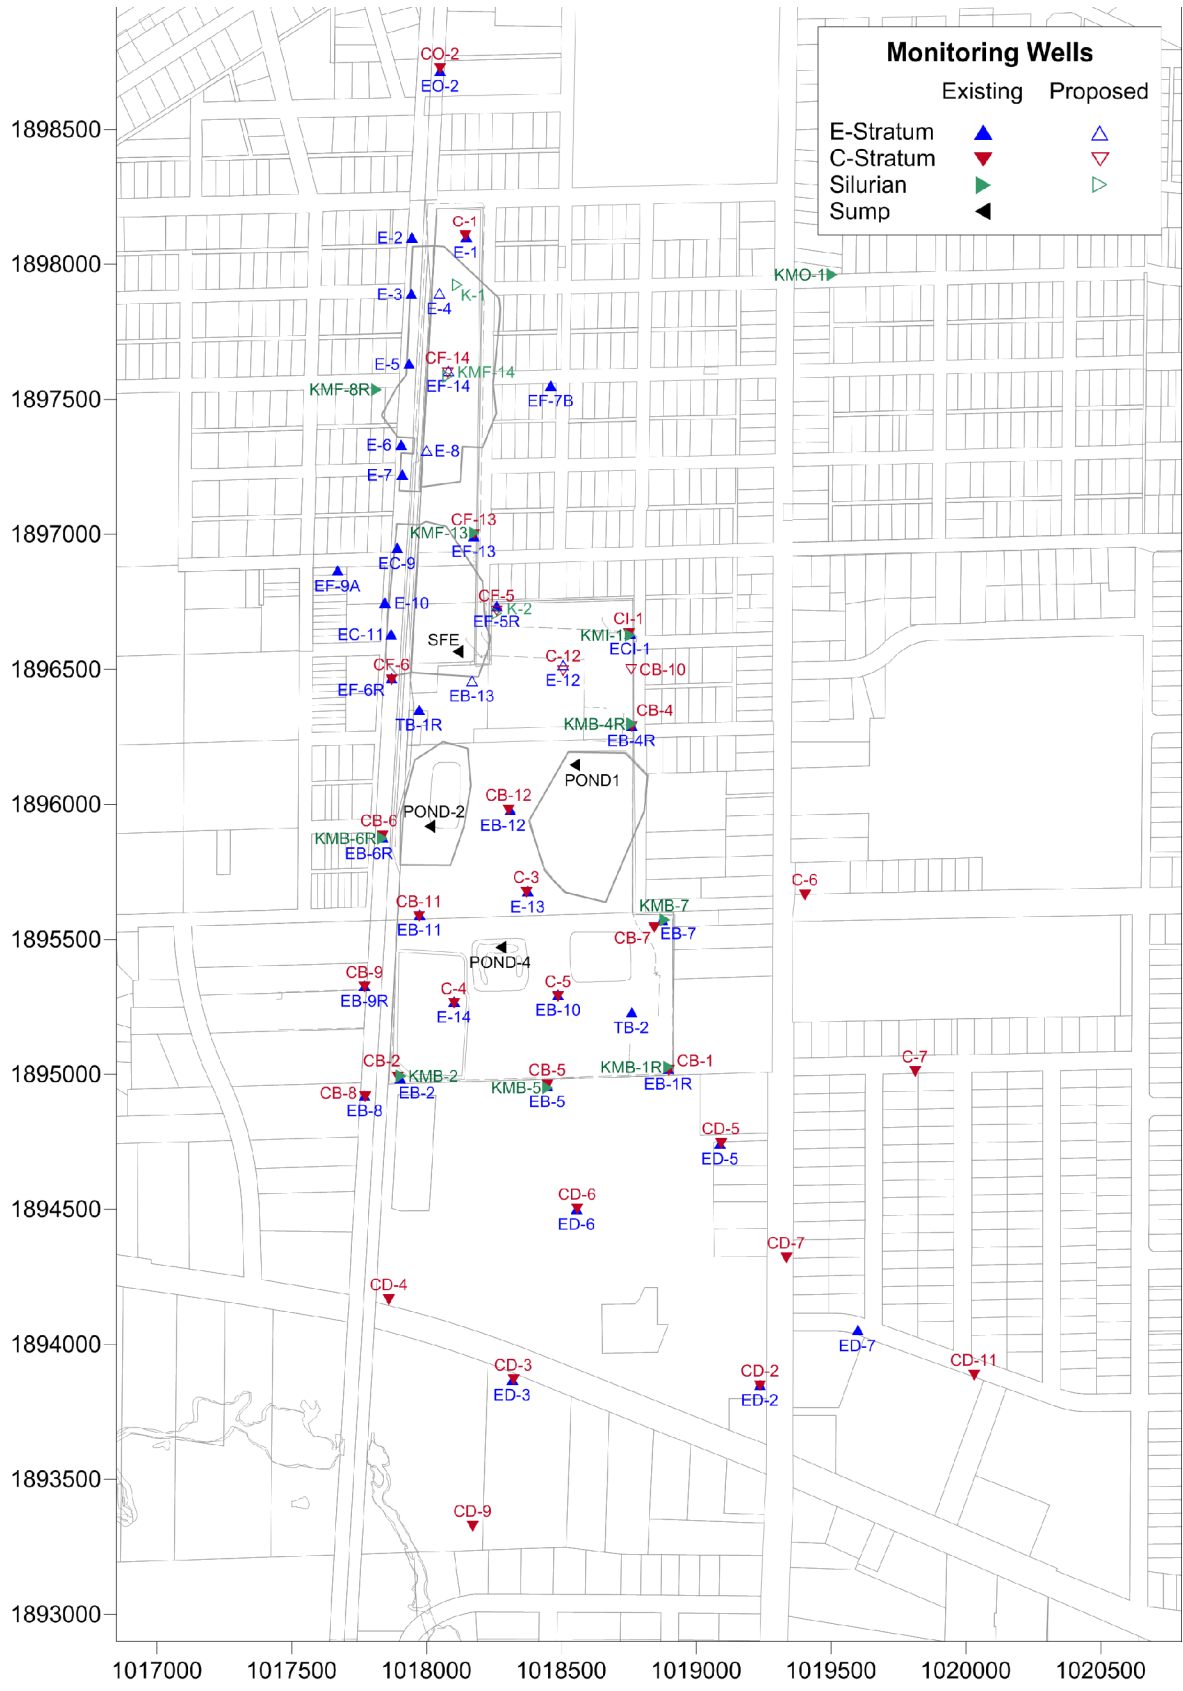 Monitoring Wells
Existing Proposed
E-Stratum
C-Stratum
Silurian
Sump
CO-2
EO-2
1898500
C-1
E-2
E-1
1898000
KMO-1
E-3
K-1
E-4
CF-14
E-5
KMF-14
EF-14
KMF-8R
1897500
EF-7B
E-6
E-8
E-7
CF-13
1897000
KMF-13
EF-13
EC-9
EF-9A
CF-5
E-10
K-2
EF-5R
CI-1
EC-11
KMI-1
SFE
ECI-1
C-12
CF-6
1896500
CB-10
E-12
EF-6R
EB-13
CB-4
TB-1R
KMB-4R
EB-4R
POND1
CB-12
1896000
POND-2
CB-6
EB-12
KMB-6R
EB-6R
C-3
C-6
CB-11
E-13
KMB-7
EB-11
EB-7
CB-7
1895500
POND-4
CB-9
C-5
C-4
EB-9R
EB-10
E-14
TB-2
CB-2
CB-5
KMB-1R
CB-1
C-7
1895000
KMB-2
KMB-5
EB-1R
CB-8
EB-2
EB-5
EB-8
CD-5
ED-5
CD-6
1894500
ED-6
CD-7
CD-4
1894000
ED-7
CD-3
CD-2
CD-11
ED-3
ED-2
1893500
CD-9
1893000
1017000 1017500 1018000 1018500 1019000 1019500 1020000 1020500